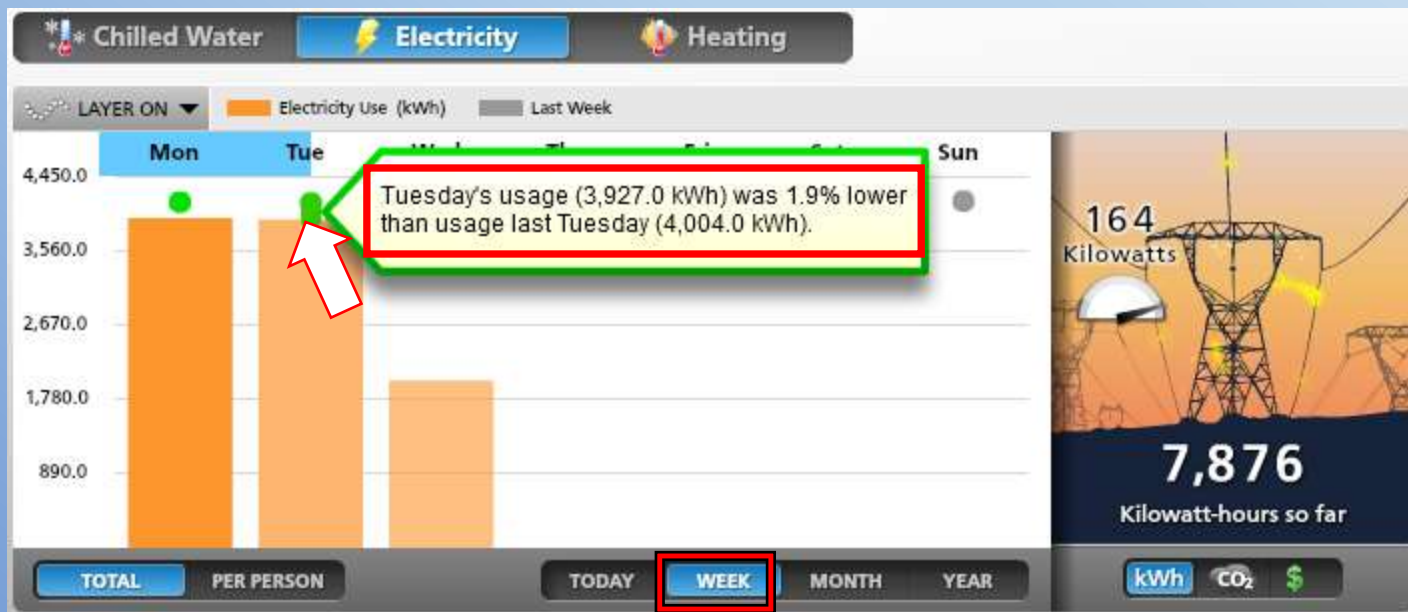 Chilled Water Electricity Heating
LAYER ON Electricity Use (kWh) Last Week
Mon Tue Sun
4,450.0
3,560.0
2,670.0
1,780.0
890.0
Tuesday's usage (3,927.0 kWh) was 1.9% lower
than usage last Tuesday (4,004.0 kWh).
164
Kilowatts
7,876
Kilowatt-hours so far
TOTAL PER PERSON TODAY WEEK MONTH YEAR kWh CO₂ $